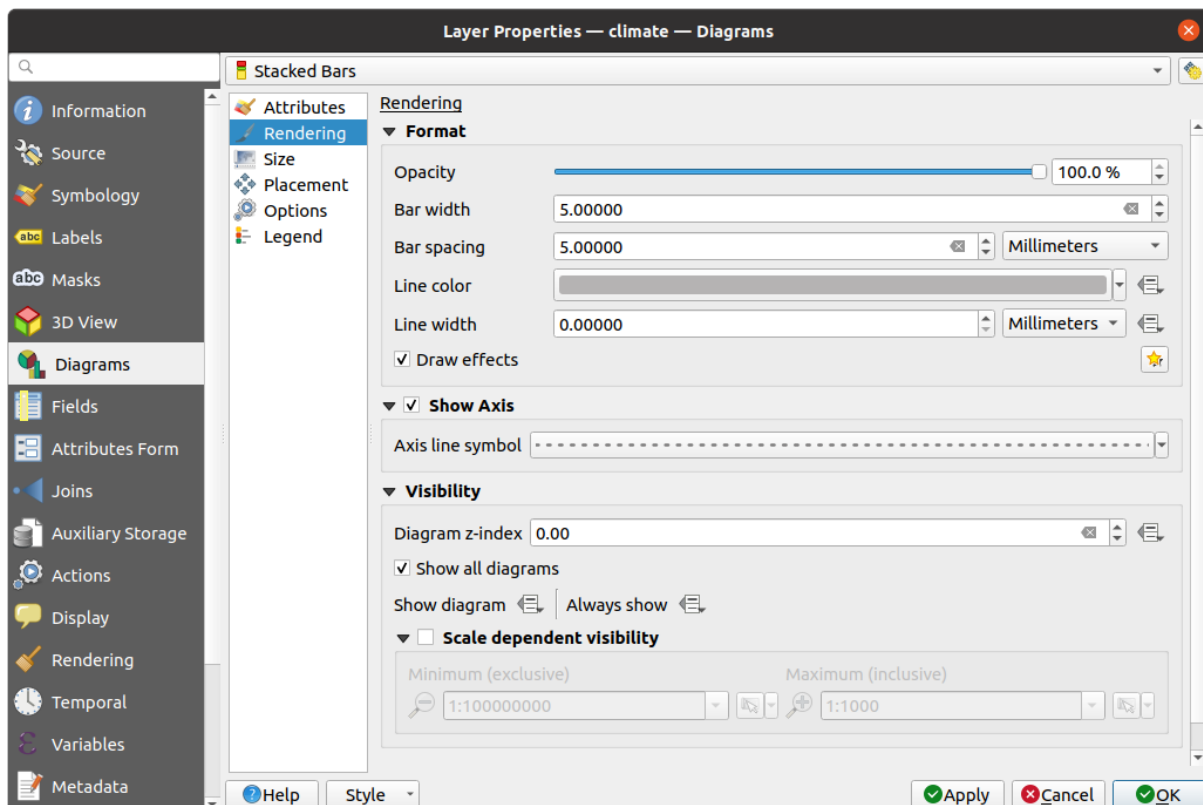 Layer Properties — climate — Diagrams
Stacked Bars
Information
Source
Symbology
abc Labels
abc Masks
3D View
Diagrams
Fields
Attributes Form
Joins
Auxiliary Storage
Actions
Display
Rendering
Temporal
Variables
Metadata
Attributes
Rendering
Size
Placement
Options
Legend
Rendering
Format
Opacity 100.0 %
Bar width 5.00000
Bar spacing 5.00000 Millimeters
Line color
Line width 0.00000 Millimeters
Draw effects
Show Axis
Axis line symbol
Visibility
Diagram z-index 0.00
Show all diagrams
Show diagram Always show
Scale dependent visibility
Minimum (exclusive) Maximum (inclusive)
1:100000000 1:1000
Help Style Apply Cancel OK